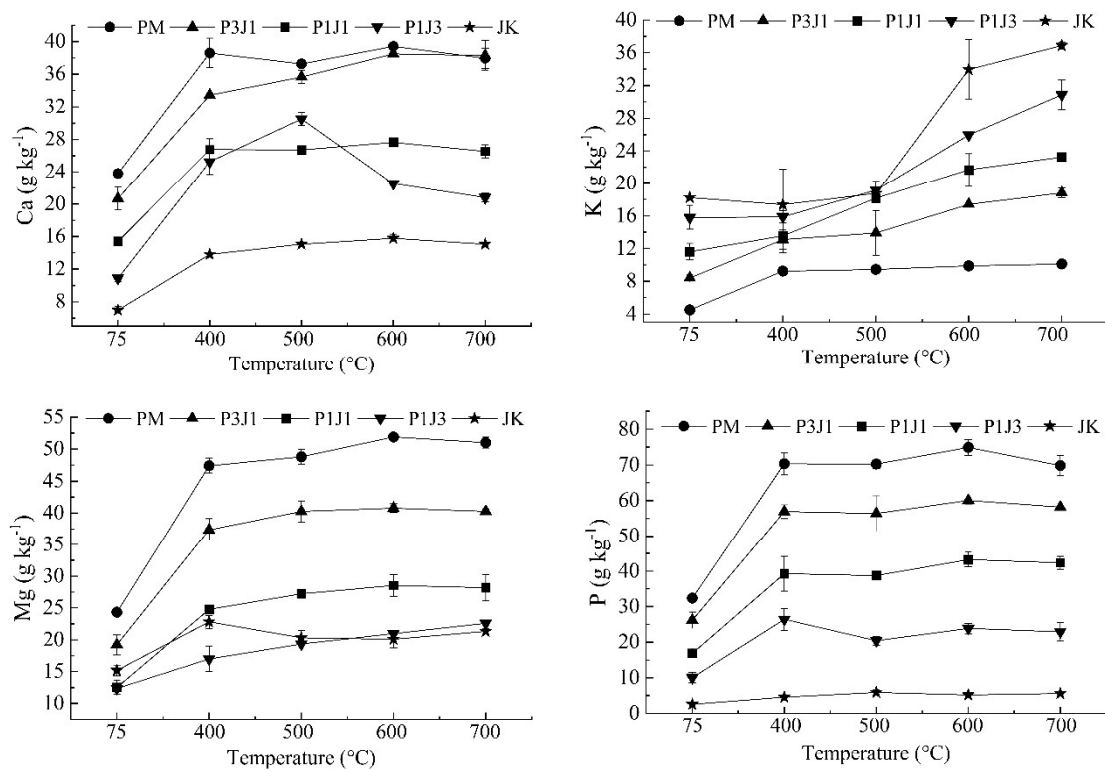 PM P3J1 P1J1 P1J3 JK
40
36
32
28
24
20
16
12
8
Ca (g kg⁻¹)
75 400 500 600 700
Temperature (°C)
PM P3J1 P1J1 P1J3 JK
40
36
32
28
24
20
16
12
8
4
K (g kg⁻¹)
75 400 500 600 700
Temperature (°C)
PM P3J1 P1J1 P1J3 JK
55
50
45
40
35
30
25
20
15
10
Mg (g kg⁻¹)
75 400 500 600 700
Temperature (°C)
PM P3J1 P1J1 P1J3 JK
80
70
60
50
40
30
20
10
0
P (g kg⁻¹)
75 400 500 600 700
Temperature (°C)